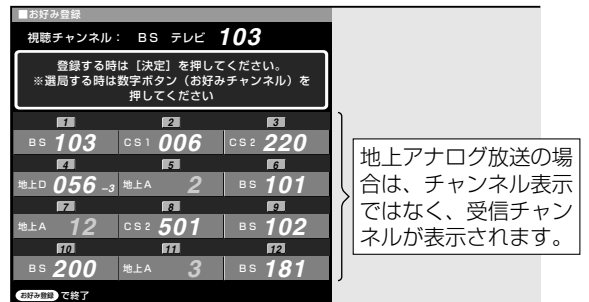 ■お好み登録
視聴チャンネル： BS テレビ 103
登録する時は［決定］を押してください。
※選局する時は数字ボタン（お好みチャンネル）を
押してください
1 2 3
BS 103 CS1 006 CS2 220
4 5 6
地上D 056 -3 地上A 2 BS 101
7 8 9
地上A 12 CS2 501 BS 102
10 11 12
BS 200 地上A 3 BS 181
お好み登録 で終了
地上アナログ放送の場
合は、チャンネル表示
ではなく、受信チャン
ネルが表示されます。